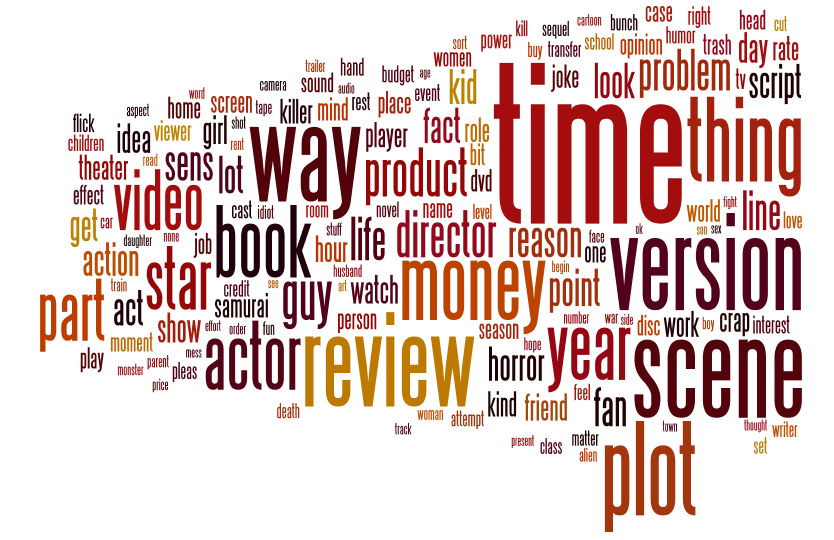 cartoon
bunch
case
right
head
cut
sequel
kill
power
sort
women
buy
transfer
school
opinion
humor
trash
day
rate
trailer
hand
budget
age
joke
look
problem
tv
script
camera
sound
audio
event
kid
word
screen
tape
killer
mind
rest
place
time
thing
aspect
home
flick
idea
viewer
girl
shot
way
player
fact
role
children
read
rent
bit
theater
sens
lot
product
dvd
effect
video
cast
idiot
room
novel
name
level
world
fight
line
love
get
car
daughter
none
job
book
stuff
hour
life
director
reason
face
one
ok
son
sex
version
action
star
husband
begin
train
credit
see
art
watch
money
point
part
act
samurai
guy
show
effort
order
fun
person
season
number
war
side
disc
work
boy
crap
interest
moment
play
mess
actor
review
hope
year
scene
monster
parent
pleas
horror
price
feel
death
woman
attempt
kind
friend
fan
track
town
thought
writer
present
class
matter
alien
set
plot